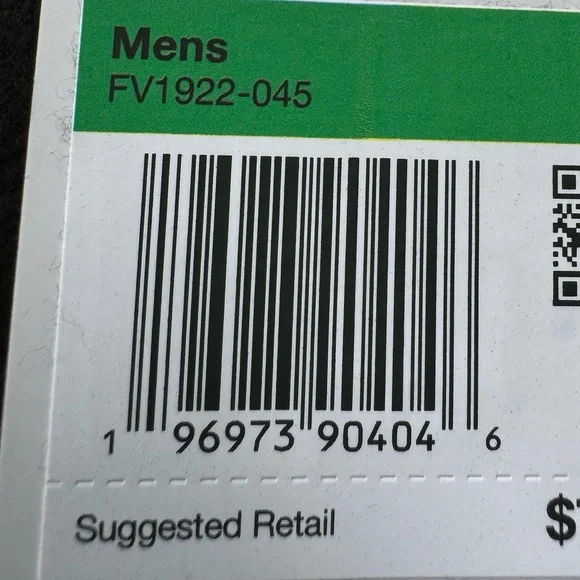 Mens
FV1922-045
1 96973 90404 6
Suggested Retail
$